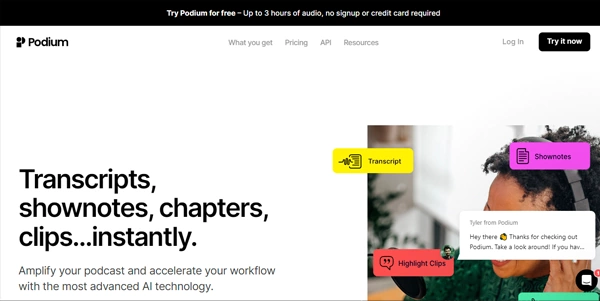 Try Podium for free – Up to 3 hours of audio, no signup or credit card required
Podium
What you get
Pricing
API
Resources
Log In
Try it now
Transcript
Shownotes
Transcripts,
shownotes, chapters,
clips...instantly.
Tyler from Podium
Hey there 👩 Thanks for checking out
Podium. Take a look around! If you hav...
Highlight Clips
Amplify your podcast and accelerate your workflow
with the most advanced AI technology.